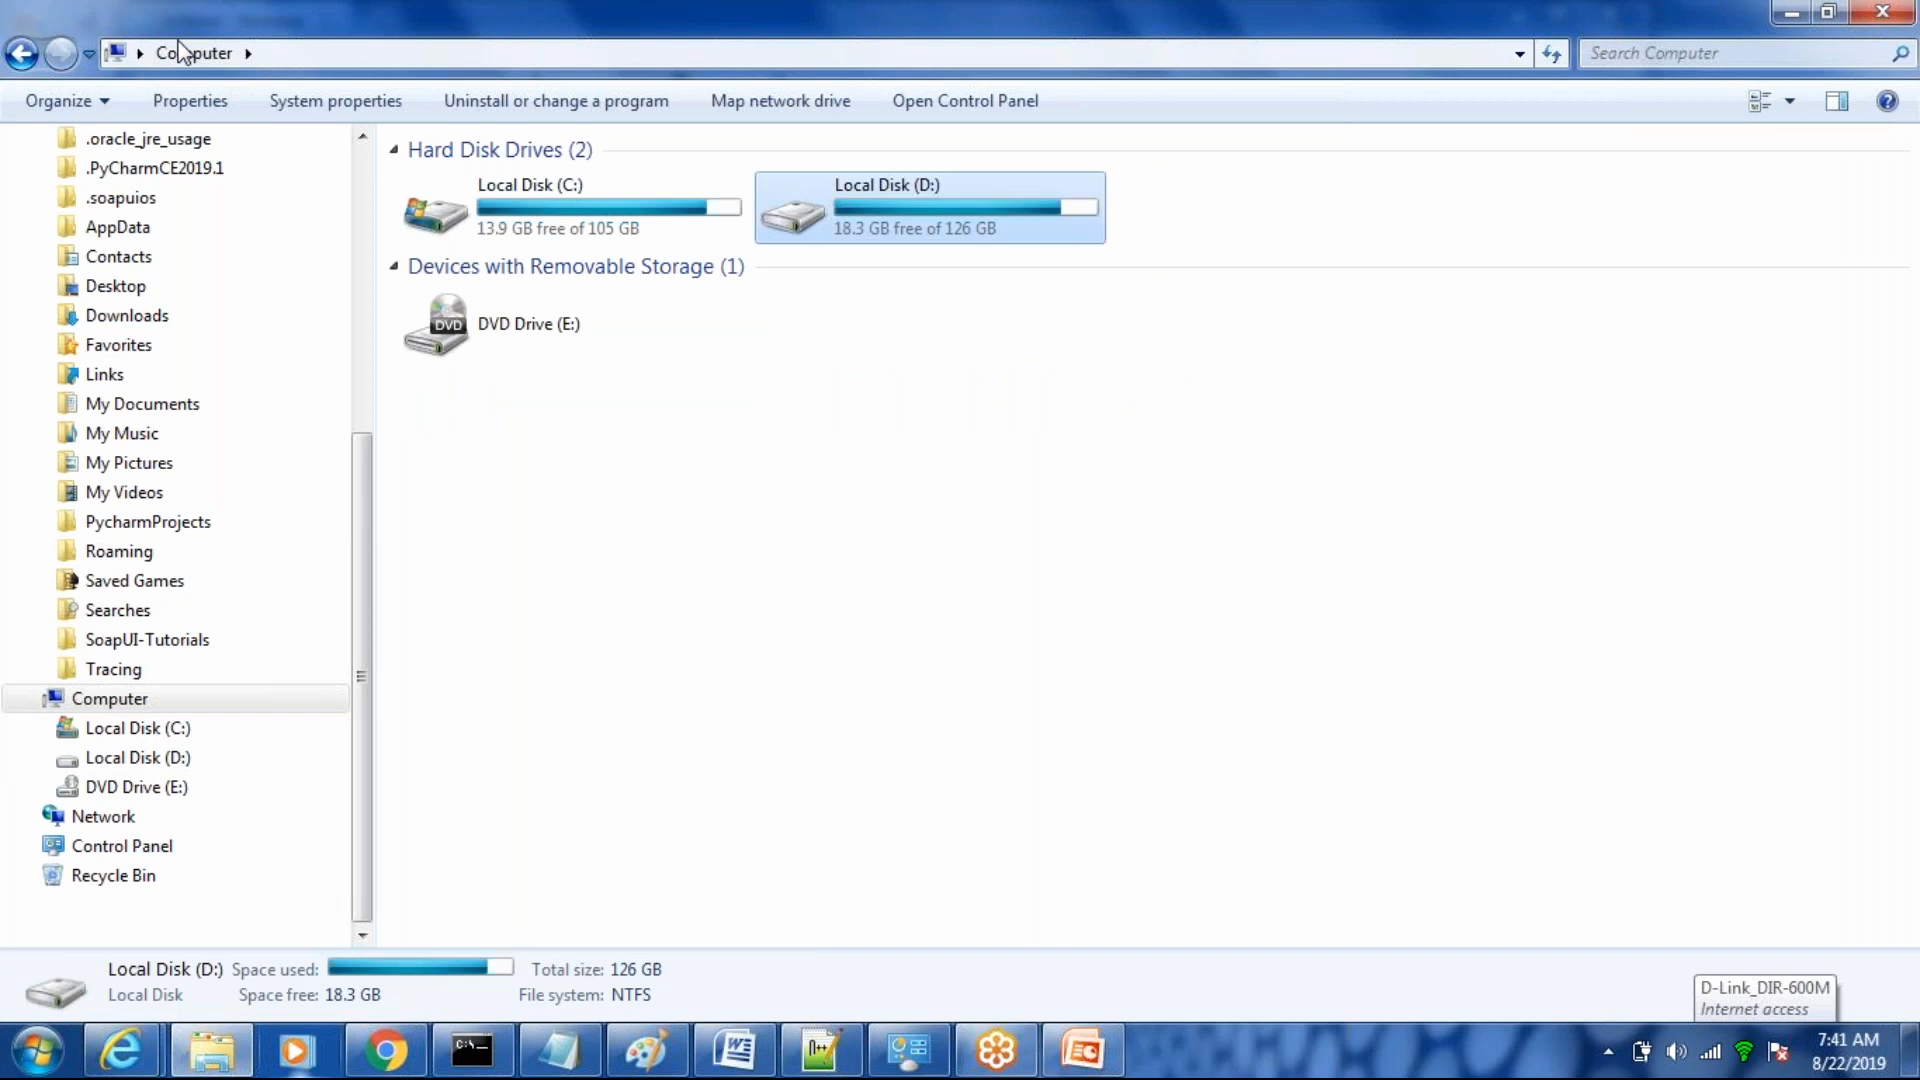 Computer
Search Computer
Organize
Properties
System properties
Uninstall or change a program
Map network drive
Open Control Panel
.oracle_jre_usage
.PyCharmCE2019.1
.soapuios
AppData
Contacts
Desktop
Downloads
Favorites
Links
My Documents
My Music
My Pictures
My Videos
PycharmProjects
Roaming
Saved Games
Searches
SoapUI-Tutorials
Tracing
Computer
Local Disk (C:)
Local Disk (D:)
DVD Drive (E:)
Network
Control Panel
Recycle Bin
Hard Disk Drives (2)
Local Disk (C:)
13.9 GB free of 105 GB
Local Disk (D:)
18.3 GB free of 126 GB
Devices with Removable Storage (1)
DVD
DVD Drive (E:)
Local Disk (D:) Space used: Total size: 126 GB
Local Disk Space free: 18.3 GB File system: NTFS
D-Link_DIR-600M
Internet access
C:\_
7:41 AM
8/22/2019